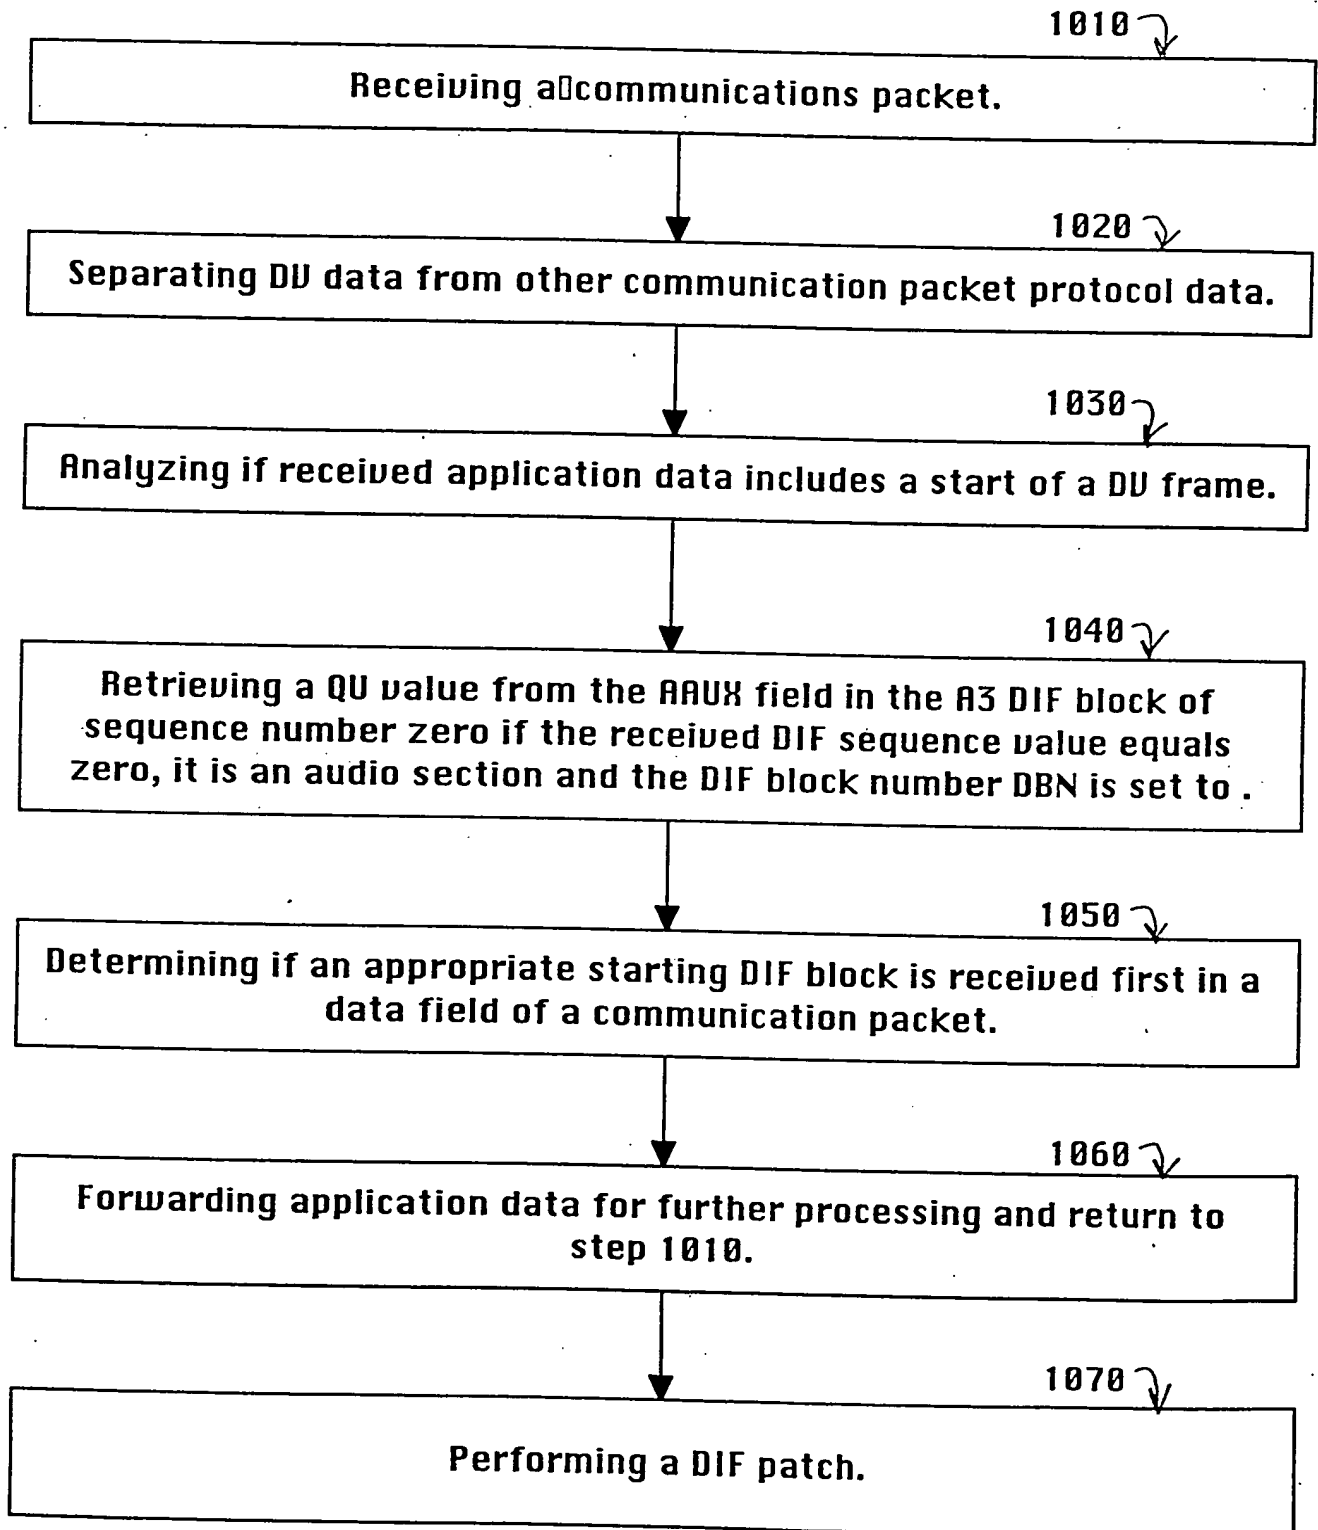 1010
Receiving a▯communications packet.
1020
Separating DV data from other communication packet protocol data.
1030
Analyzing if received application data includes a start of a DV frame.
1040
Retrieving a QU value from the AAUX field in the A3 DIF block of
sequence number zero if the received DIF sequence value equals
zero, it is an audio section and the DIF block number DBN is set to .
1050
Determining if an appropriate starting DIF block is received first in a
data field of a communication packet.
1060
Forwarding application data for further processing and return to
step 1010.
1070
Performing a DIF patch.